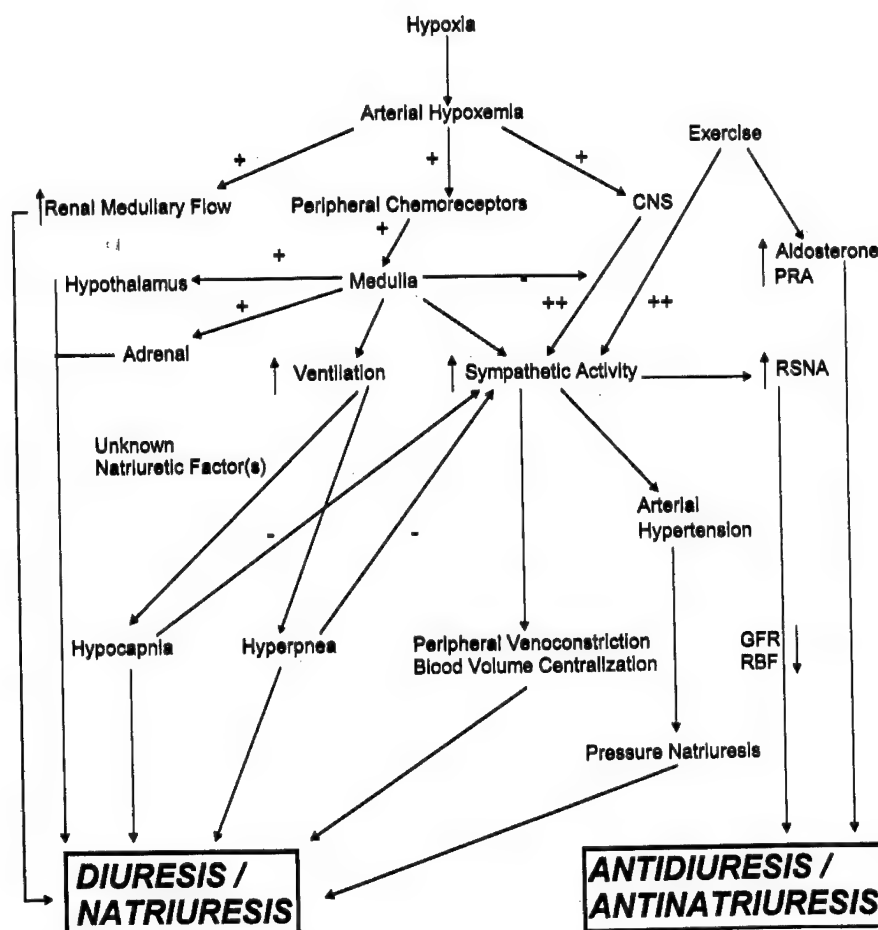 Hypoxia
Arterial Hypoxemia
Exercise
+
+
+
↑ Renal Medullary Flow
Peripheral Chemoreceptors
CNS
+
↑ Aldosterone
PRA
+
Hypothalamus
Medulla
-
+
++
++
Adrenal
↑ Ventilation
↑ Sympathetic Activity
↑ RSNA
Unknown
Natriuretic Factor(s)
Arterial
Hypertension
-
-
Hypocapnia
Hyperpnea
Peripheral Venoconstriction
Blood Volume Centralization
GFR
RBF ↓
Pressure Natriuresis
DIURESIS /
NATRIURESIS
ANTIDIURESIS /
ANTINATRIURESIS